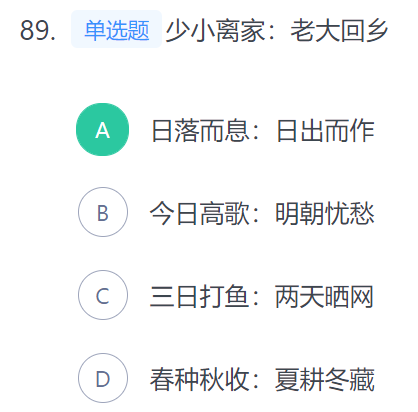 89. 单选题 少小离家：老大回乡
A 日落而息：日出而作
B 今日高歌：明朝忧愁
C 三日打鱼：两天晒网
D 春种秋收：夏耕冬藏